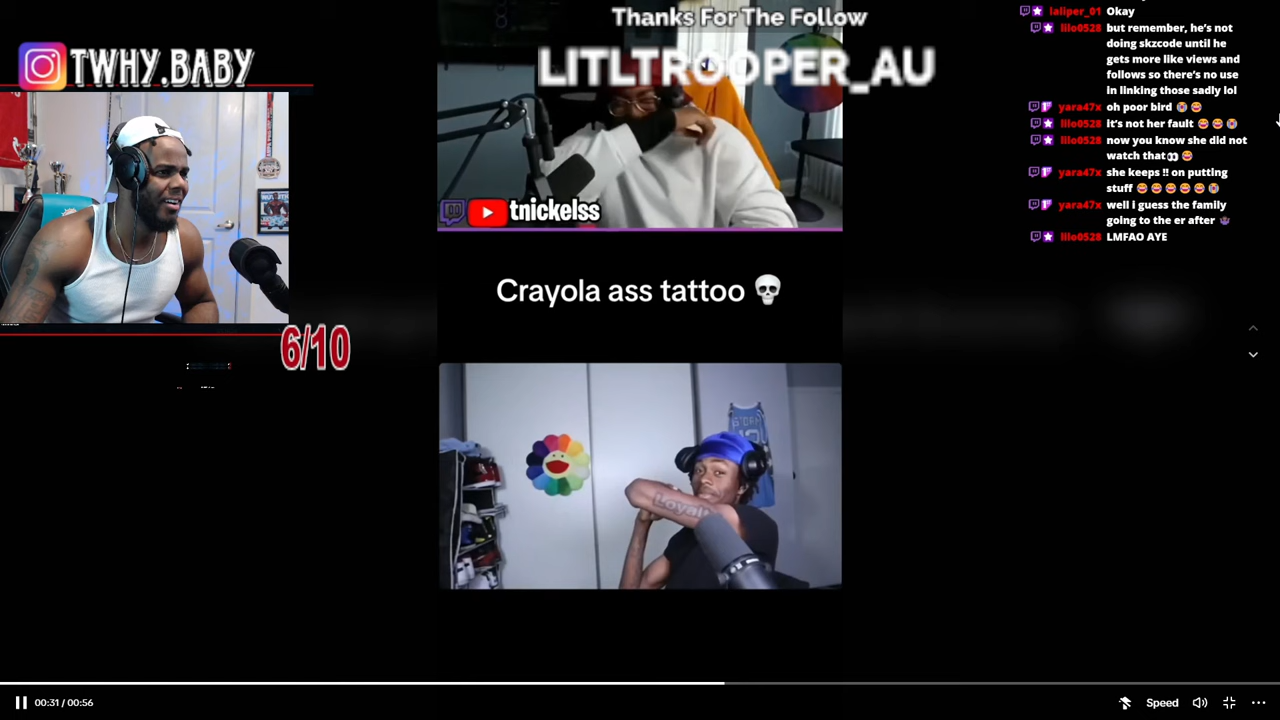 TWHY.BABY
6/10
Thanks For The Follow
LITLTROOPER_AU
tnickelss
Crayola ass tattoo 💀
Loyalt
laliper_01 Okay
lilo0528 but remember, he's not
doing skzcode until he
gets more like views and
follows so there's no use
in linking those sadly lol
yara47x oh poor bird
lilo0528 it's not her fault
lilo0528 now you know she did not
watch that👀
yara47x she keeps !! on putting
stuff
yara47x well i guess the family
going to the er after
lilo0528 LMFAO AYE
00:31 / 00:56
Speed